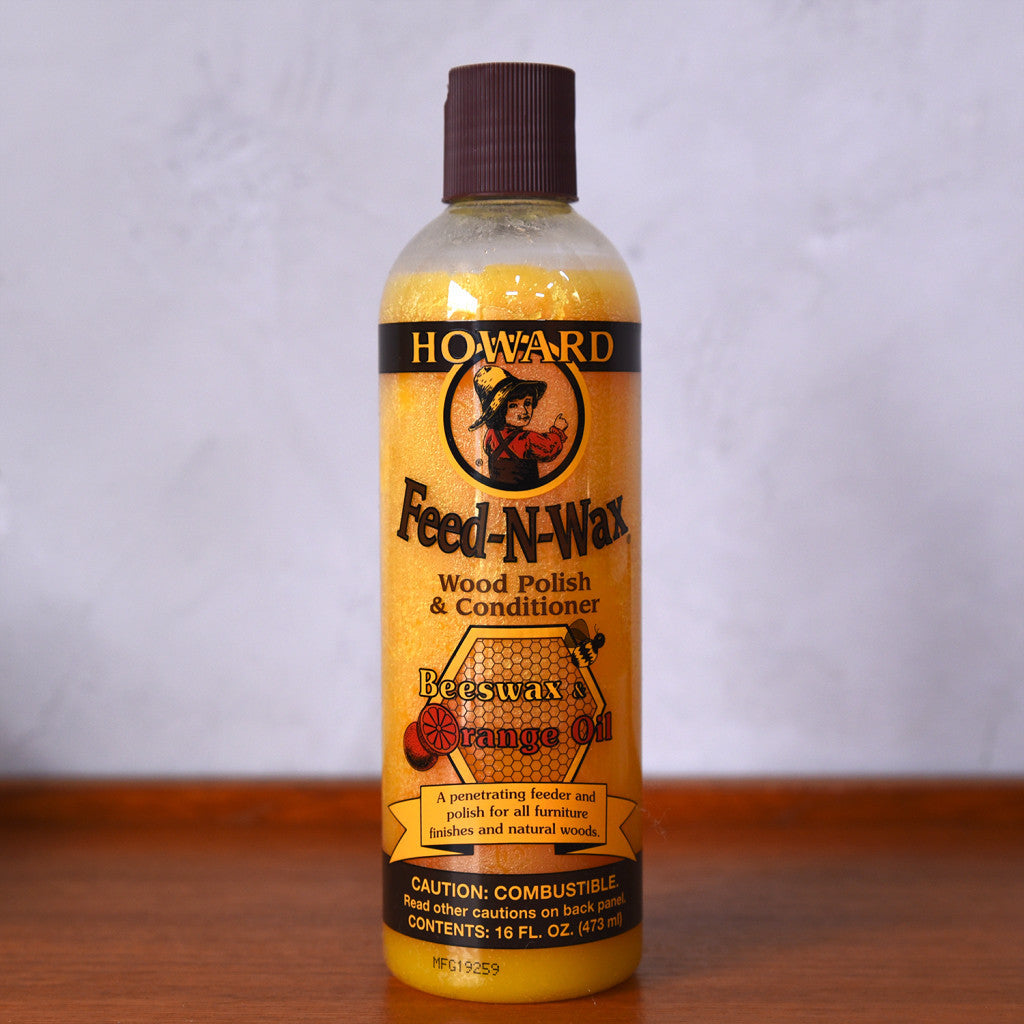 HOWARD
®
Feed-N-Wax®
Wood Polish
& Conditioner
Beeswax &
Orange Oil
A penetrating feeder and
polish for all furniture
finishes and natural woods.
CAUTION: COMBUSTIBLE.
Read other cautions on back panel.
CONTENTS: 16 FL. OZ. (473 ml)
MFG19259